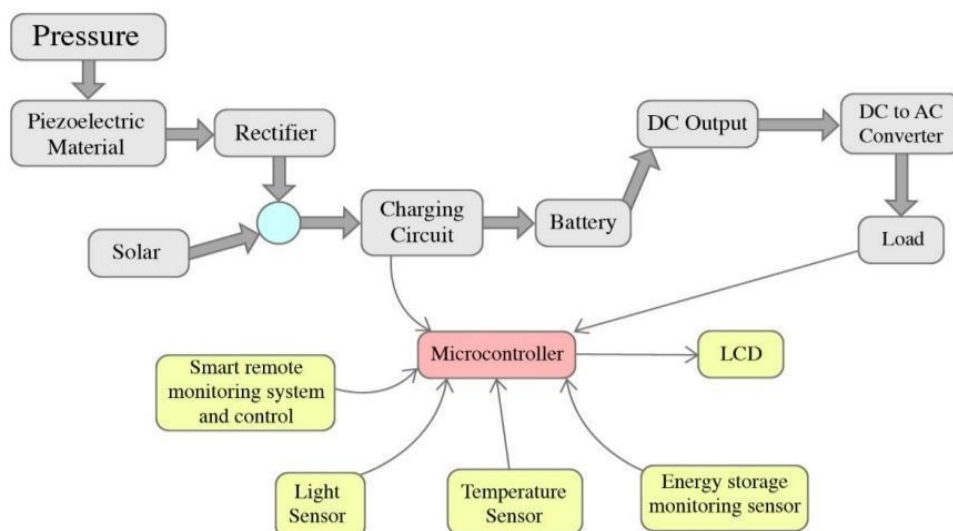 Pressure
Piezoelectric
Material
Rectifier
DC Output
DC to AC
Converter
Solar
Charging
Circuit
Battery
Load
Microcontroller
LCD
Smart remote
monitoring system
and control
Light
Sensor
Temperature
Sensor
Energy storage
monitoring sensor